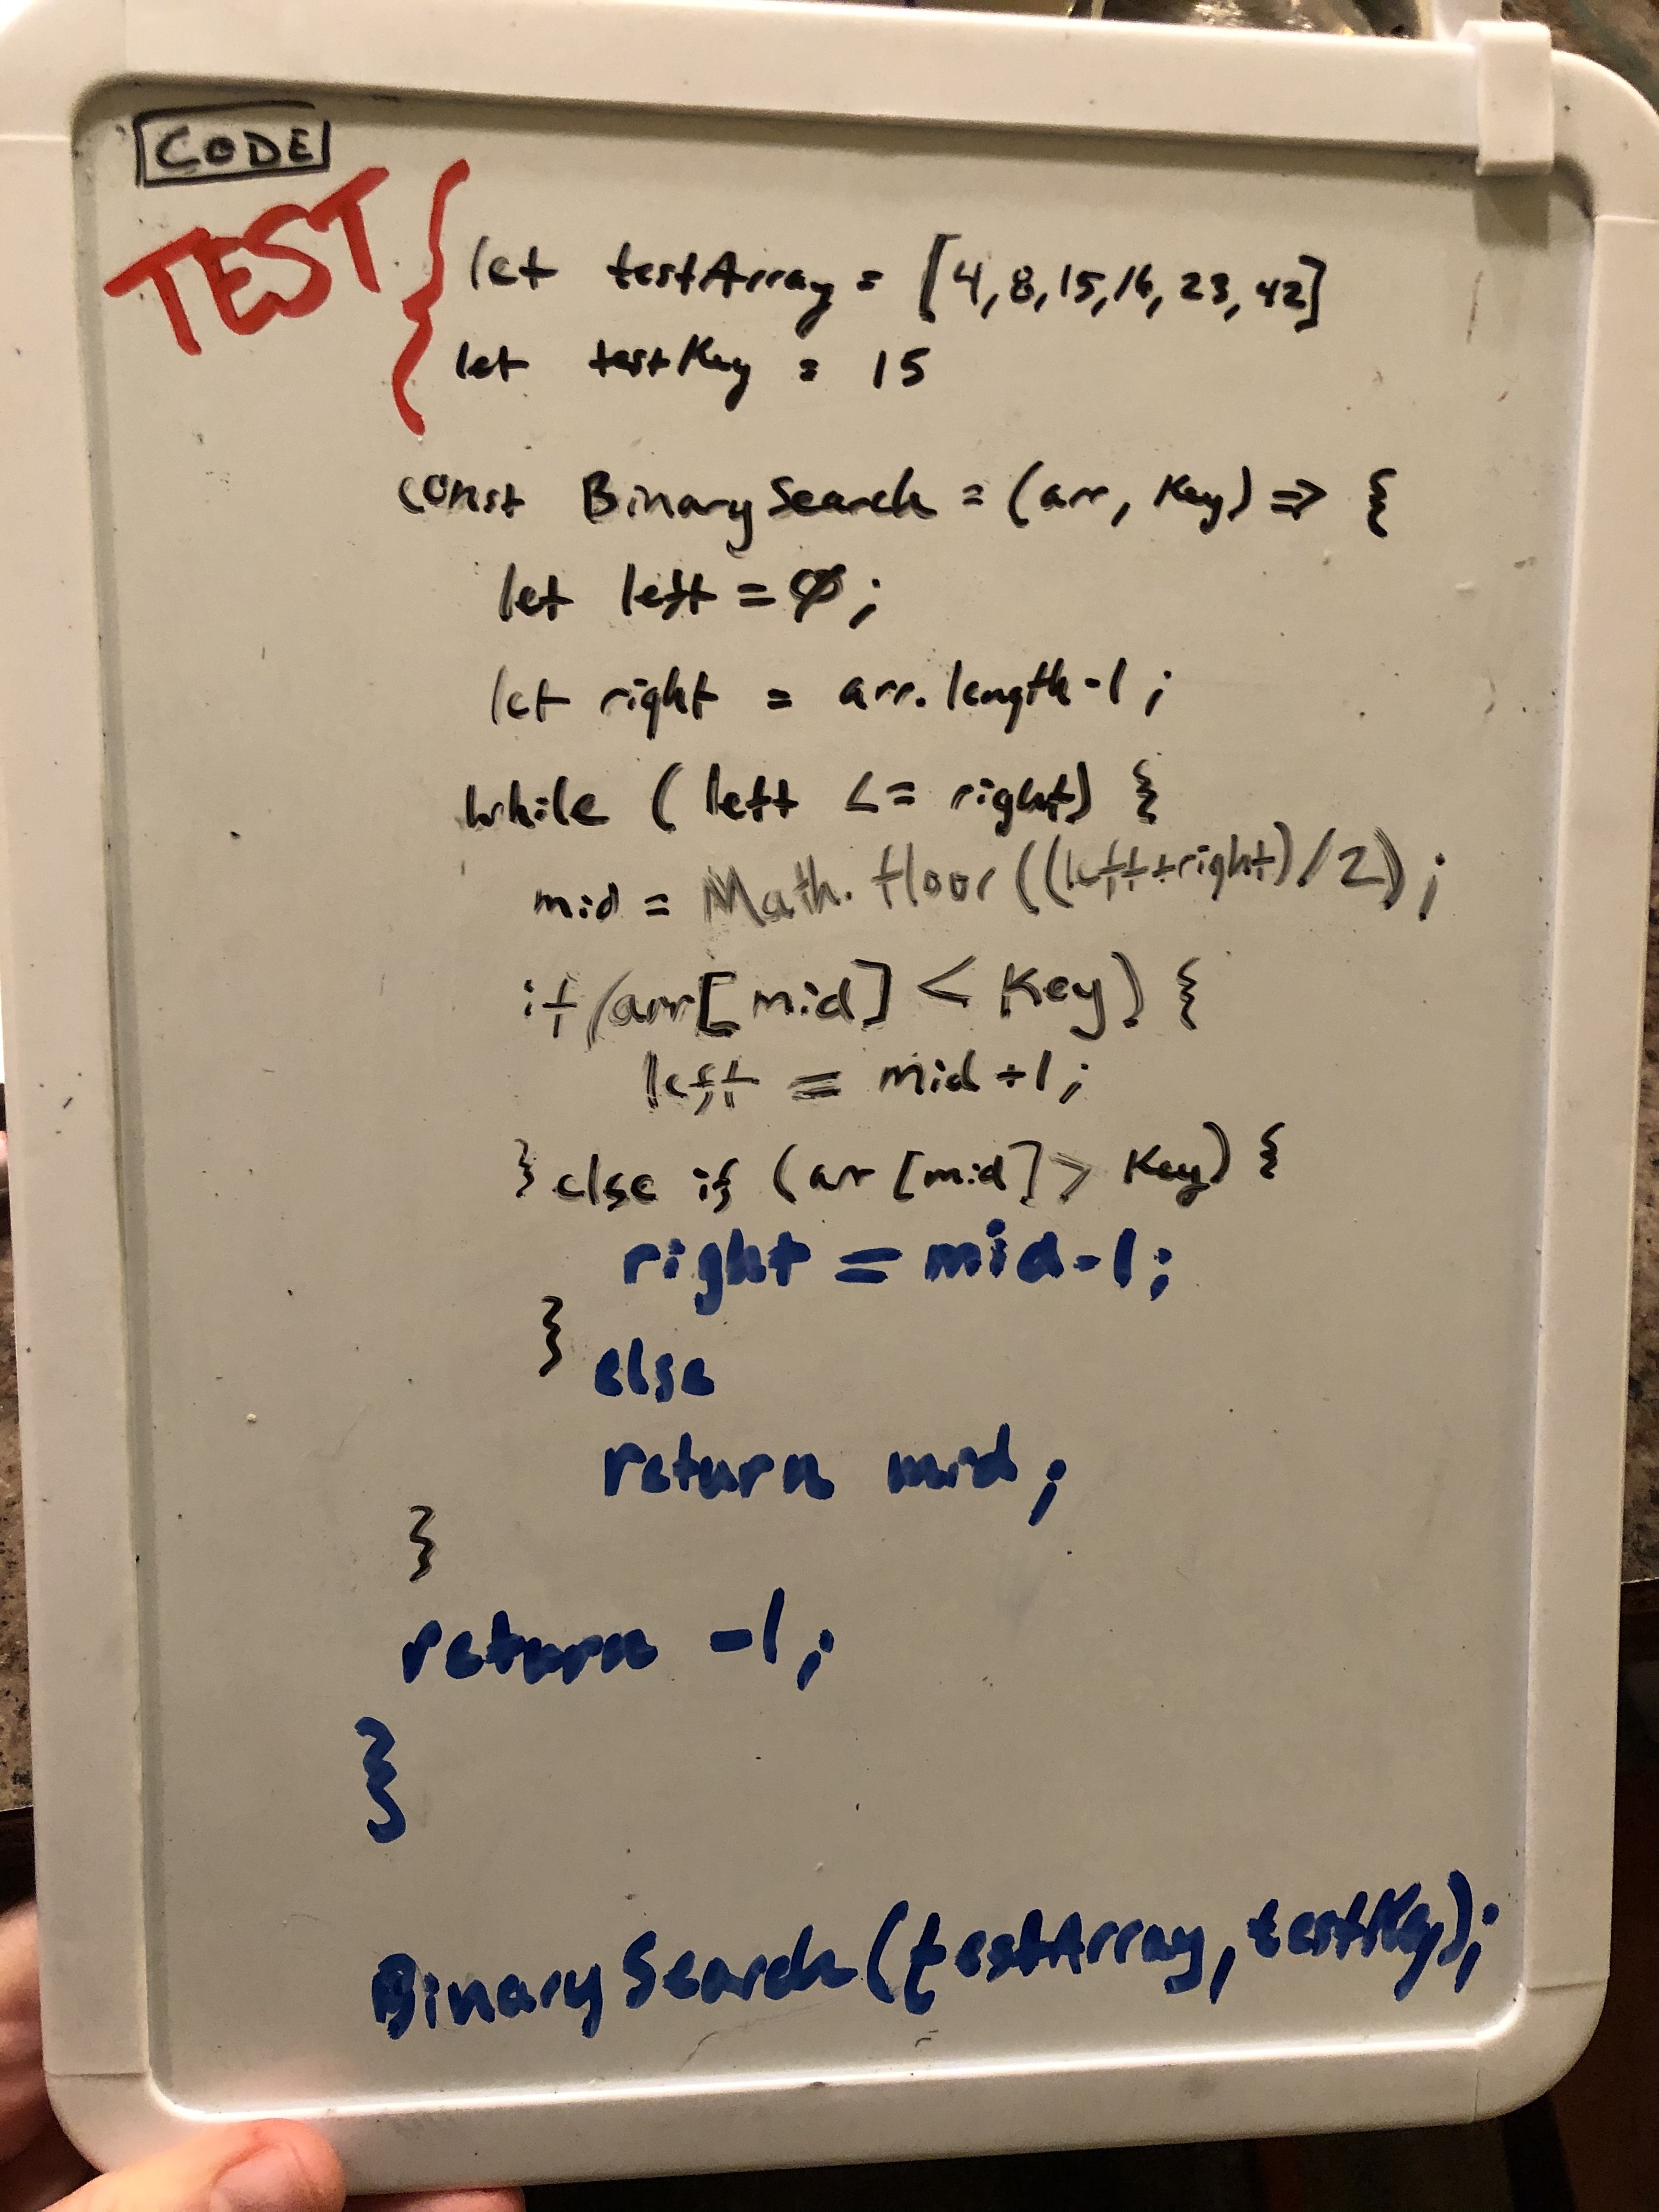 CODE
TEST {
let testArray = [4,8,15,16,23,42]
let testKey = 15
const BinarySearch = (arr, Key) => {
let left = 0;
let right = arr.length-1;
while (left <= right) {
mid = Math.floor((left+right)/2);
if (arr[mid] < Key) {
left = mid+1;
} else if (arr[mid] > Key) {
right = mid-1;
} else
return mid;
}
return -1;
}
BinarySearch(testArray, testKey);